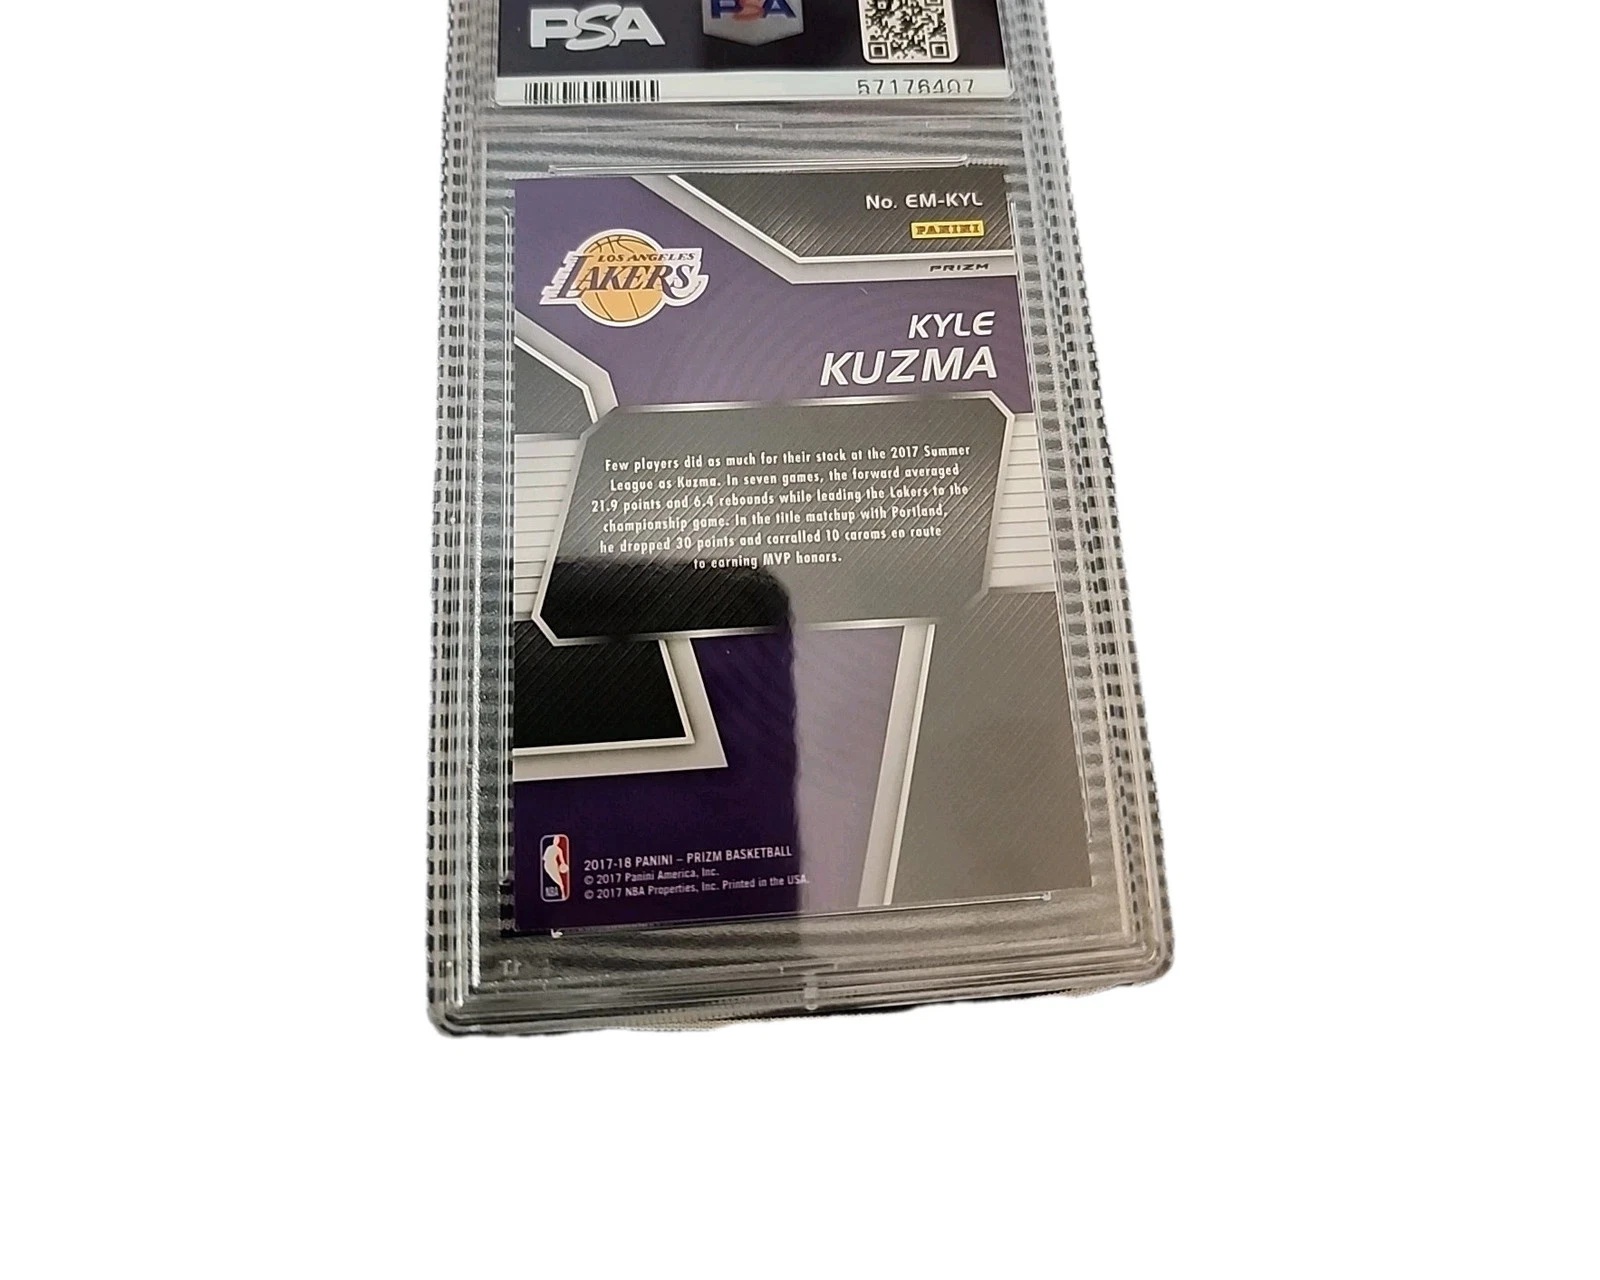 PSA
PSA
57176407
No. EM-KYL
PANINI
PRIZM
LOS ANGELES
LAKERS
KYLE
KUZMA
Few players did as much for their stock at the 2017 Summer
League as Kuzma. In seven games, the forward averaged
21.9 points and 6.4 rebounds while leading the Lakers to the
championship game. In the title matchup with Portland,
he dropped 30 points and corralled 10 caroms en route
to earning MVP honors.
NBA
2017-18 PANINI – PRIZM BASKETBALL
© 2017 Panini America, Inc.
© 2017 NBA Properties, Inc. Printed in the USA.